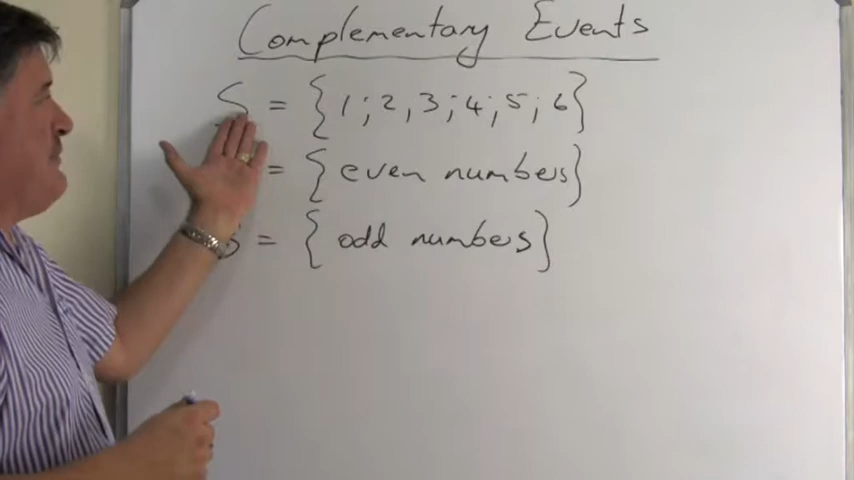 Complementary Events
S = { 1 ; 2 , 3 ; 4 ; 5 ; 6 }
= { even numbers }
= { odd numbers }